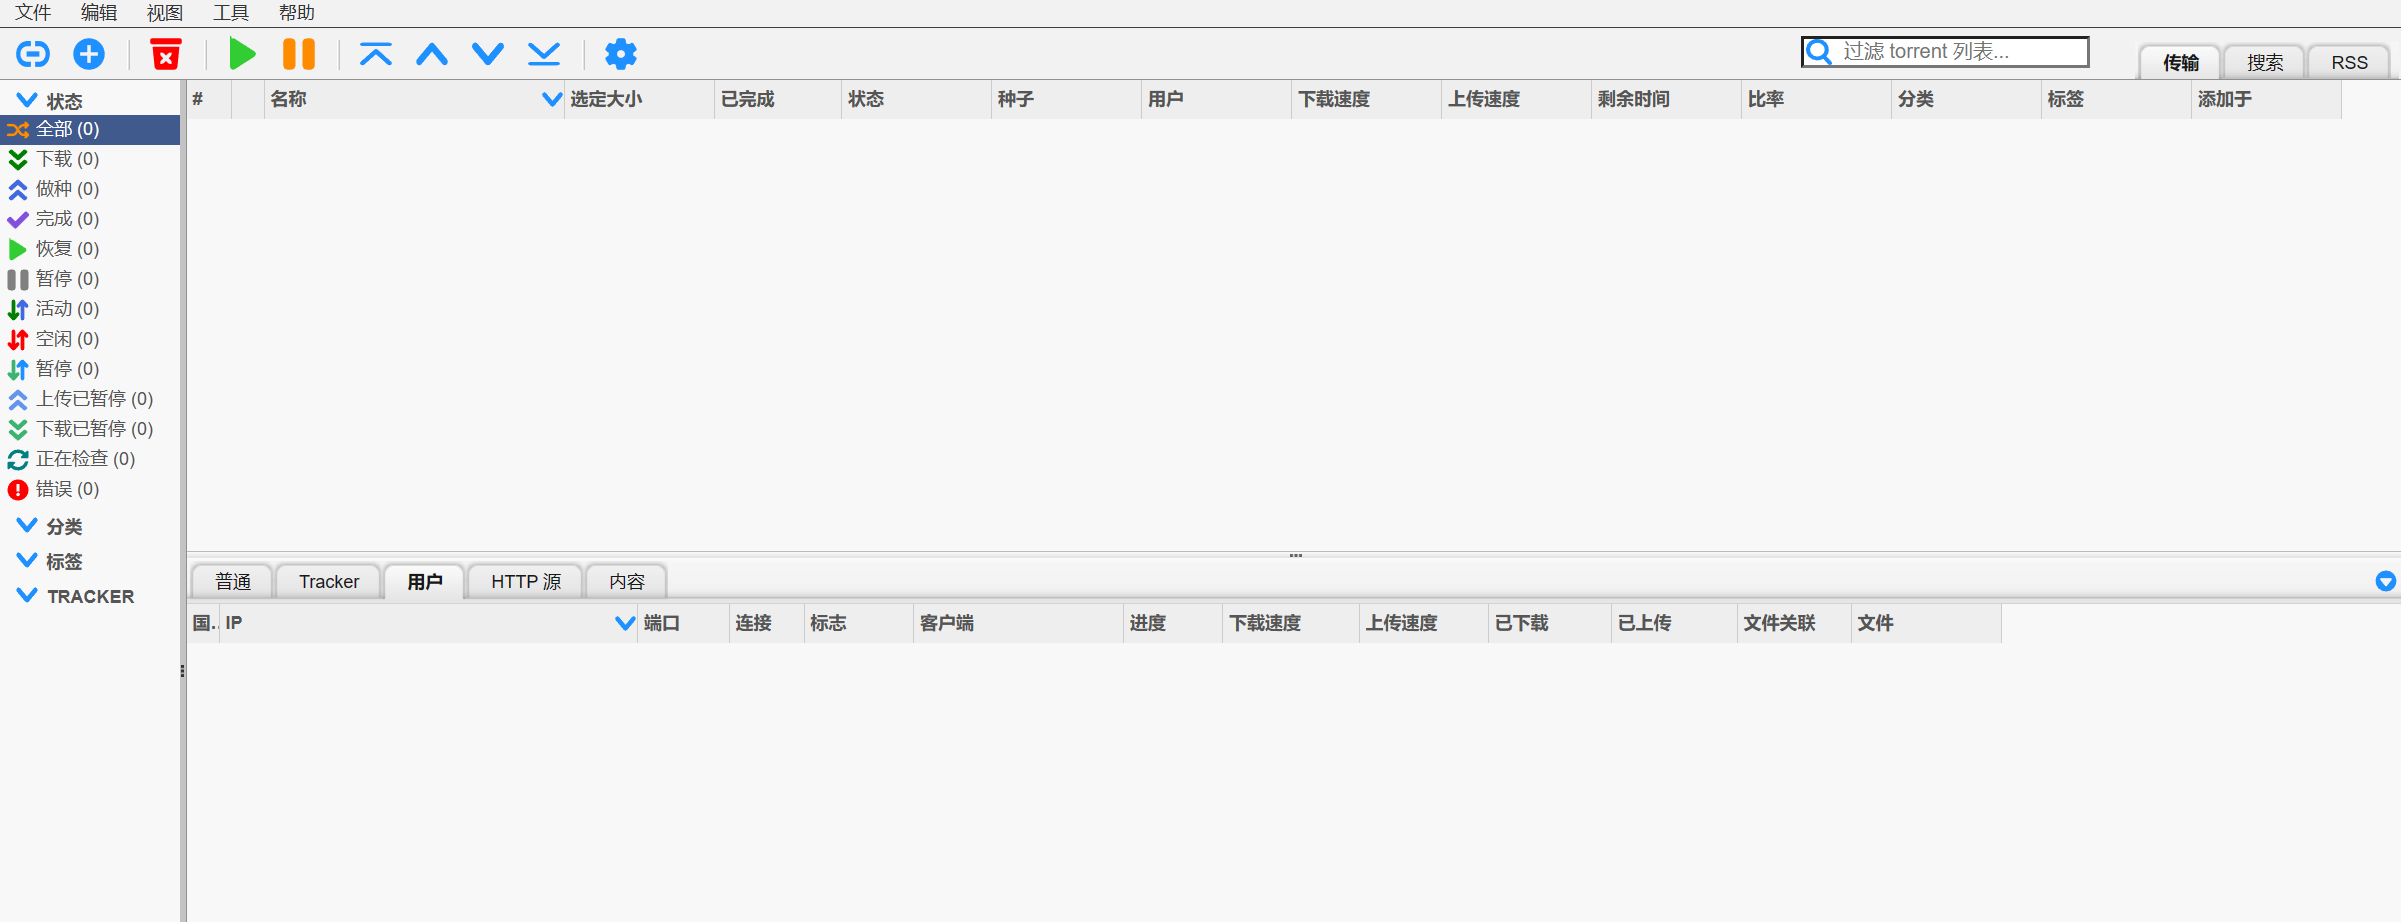 文件 编辑 视图 工具 帮助
过滤 torrent 列表... 传输 搜索 RSS
状态
全部 (0)
下载 (0)
做种 (0)
完成 (0)
恢复 (0)
暂停 (0)
活动 (0)
空闲 (0)
暂停 (0)
上传已暂停 (0)
下载已暂停 (0)
正在检查 (0)
错误 (0)
分类
标签
TRACKER
# 名称 选定大小 已完成 状态 种子 用户 下载速度 上传速度 剩余时间 比率 分类 标签 添加于
普通 Tracker 用户 HTTP 源 内容
国.. IP 端口 连接 标志 客户端 进度 下载速度 上传速度 已下载 已上传 文件关联 文件